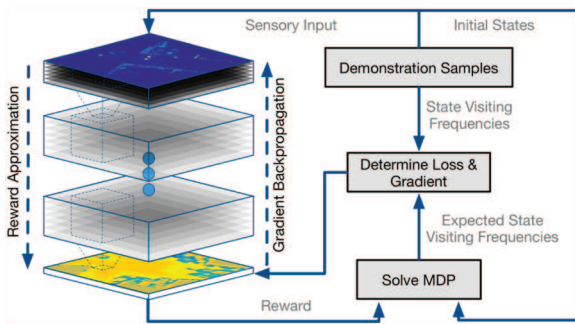 Sensory Input
Initial States
Demonstration Samples
State Visiting
Frequencies
Reward Approximation
Gradient Backpropagation
Determine Loss &
Gradient
Expected State
Visiting Frequencies
Solve MDP
Reward